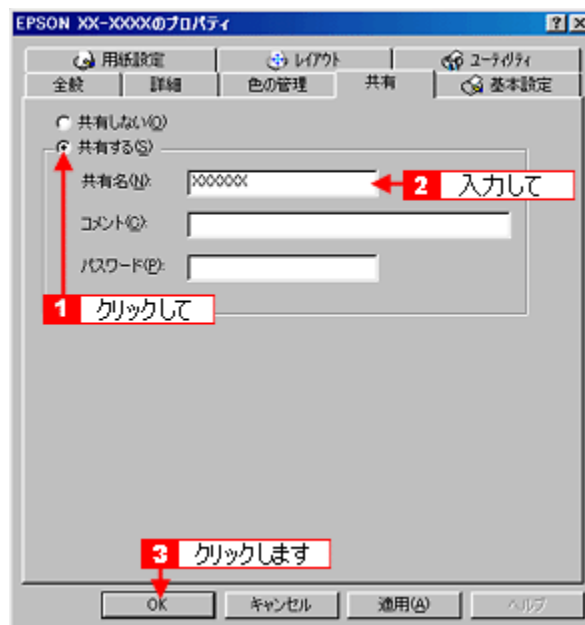 EPSON XX-XXXXのプロパティ
用紙設定 レイアウト ユーティリティ
全般 詳細 色の管理 共有 基本設定
共有しない(O)
共有する(S)
共有名(N): XXXXXX 2 入力して
コメント(C):
パスワード(P):
1 クリックして
3 クリックします
OK キャンセル 適用(A) ヘルプ